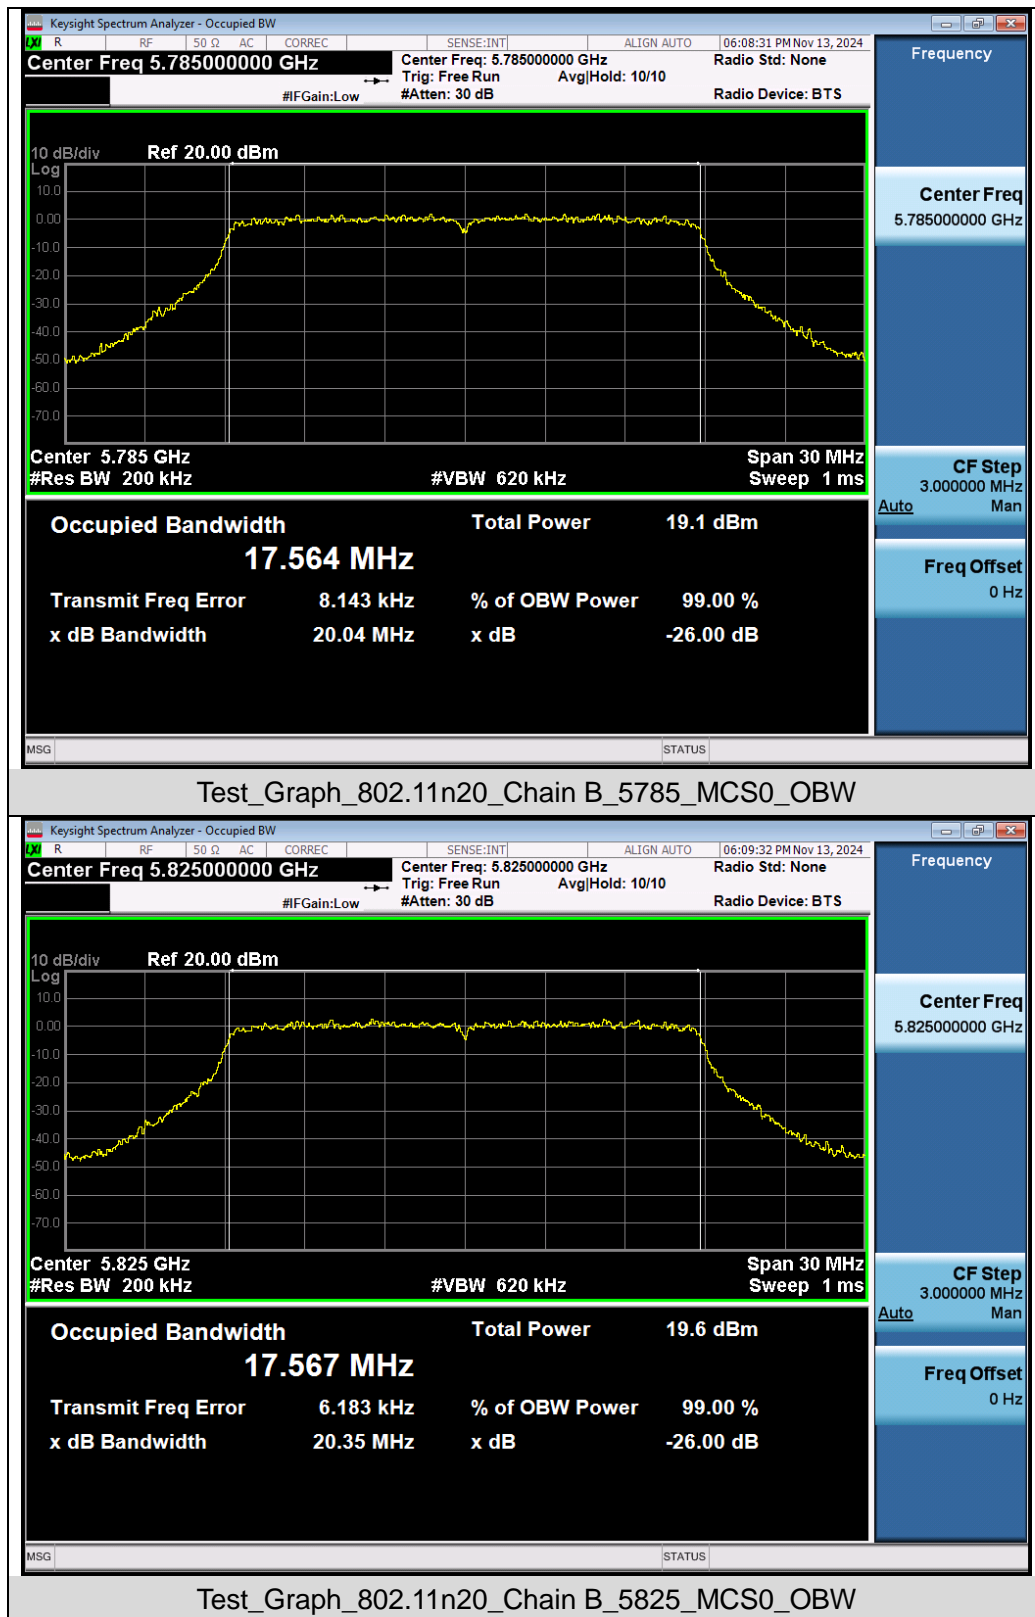 Keysight Spectrum Analyzer - Occupied BW
LXI R RF 50 Ω AC CORREC SENSE:INT ALIGN AUTO 06:08:31 PM Nov 13, 2024
Center Freq 5.785000000 GHz
Center Freq: 5.785000000 GHz Radio Std: None
Trig: Free Run Avg|Hold: 10/10
#IFGain:Low #Atten: 30 dB Radio Device: BTS
10 dB/div Ref 20.00 dBm
Log
10.0
0.00
-10.0
-20.0
-30.0
-40.0
-50.0
-60.0
-70.0
Center 5.785 GHz Span 30 MHz
#Res BW 200 kHz #VBW 620 kHz Sweep 1 ms
Occupied Bandwidth Total Power 19.1 dBm
17.564 MHz
Transmit Freq Error 8.143 kHz % of OBW Power 99.00 %
x dB Bandwidth 20.04 MHz x dB -26.00 dB
MSG STATUS
Frequency
Center Freq
5.785000000 GHz
CF Step
3.000000 MHz
Auto Man
Freq Offset
0 Hz
Test_Graph_802.11n20_Chain B_5785_MCS0_OBW
Keysight Spectrum Analyzer - Occupied BW
LXI R RF 50 Ω AC CORREC SENSE:INT ALIGN AUTO 06:09:32 PM Nov 13, 2024
Center Freq 5.825000000 GHz
Center Freq: 5.825000000 GHz Radio Std: None
Trig: Free Run Avg|Hold: 10/10
#IFGain:Low #Atten: 30 dB Radio Device: BTS
10 dB/div Ref 20.00 dBm
Log
10.0
0.00
-10.0
-20.0
-30.0
-40.0
-50.0
-60.0
-70.0
Center 5.825 GHz Span 30 MHz
#Res BW 200 kHz #VBW 620 kHz Sweep 1 ms
Occupied Bandwidth Total Power 19.6 dBm
17.567 MHz
Transmit Freq Error 6.183 kHz % of OBW Power 99.00 %
x dB Bandwidth 20.35 MHz x dB -26.00 dB
MSG STATUS
Frequency
Center Freq
5.825000000 GHz
CF Step
3.000000 MHz
Auto Man
Freq Offset
0 Hz
Test_Graph_802.11n20_Chain B_5825_MCS0_OBW